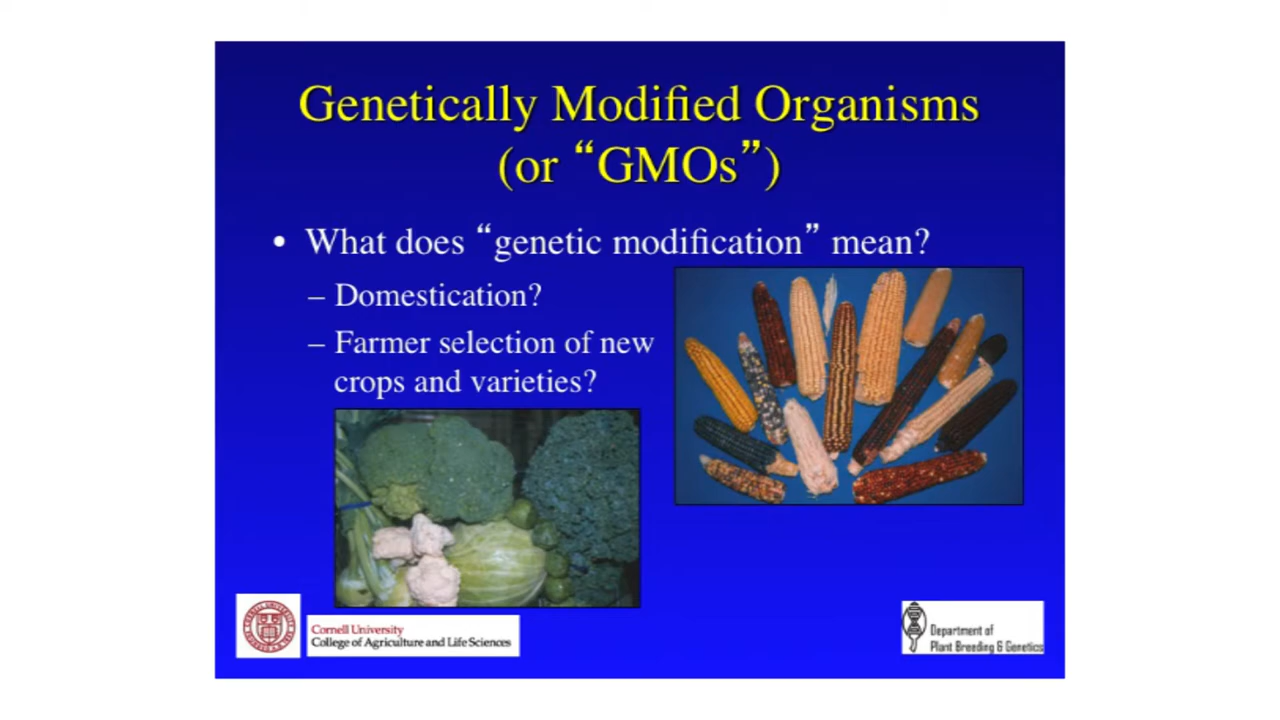 Genetically Modified Organisms
(or “GMOs”)
• What does “genetic modification” mean?
– Domestication?
– Farmer selection of new
crops and varieties?
Cornell University
College of Agriculture and Life Sciences
Department of
Plant Breeding & Genetics